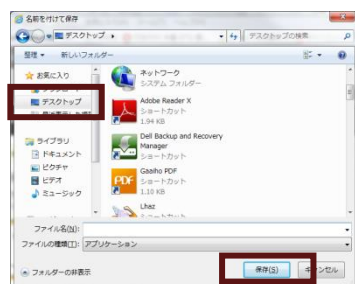 名前を付けて保存
デスクトップ
デスクトップの検索
整理 新しいフォルダー
お気に入り
デスクトップ
ライブラリ
ドキュメント
ピクチャ
ビデオ
ミュージック
ネットワーク
システム フォルダー
Adobe Reader X
ショートカット
1.94 KB
Dell Backup and Recovery
Manager
ショートカット
Gaaiho PDF
ショートカット
1.10 KB
Lhaz
ファイル名(N):
ファイルの種類(T): アプリケーション
フォルダーの非表示
保存(S)